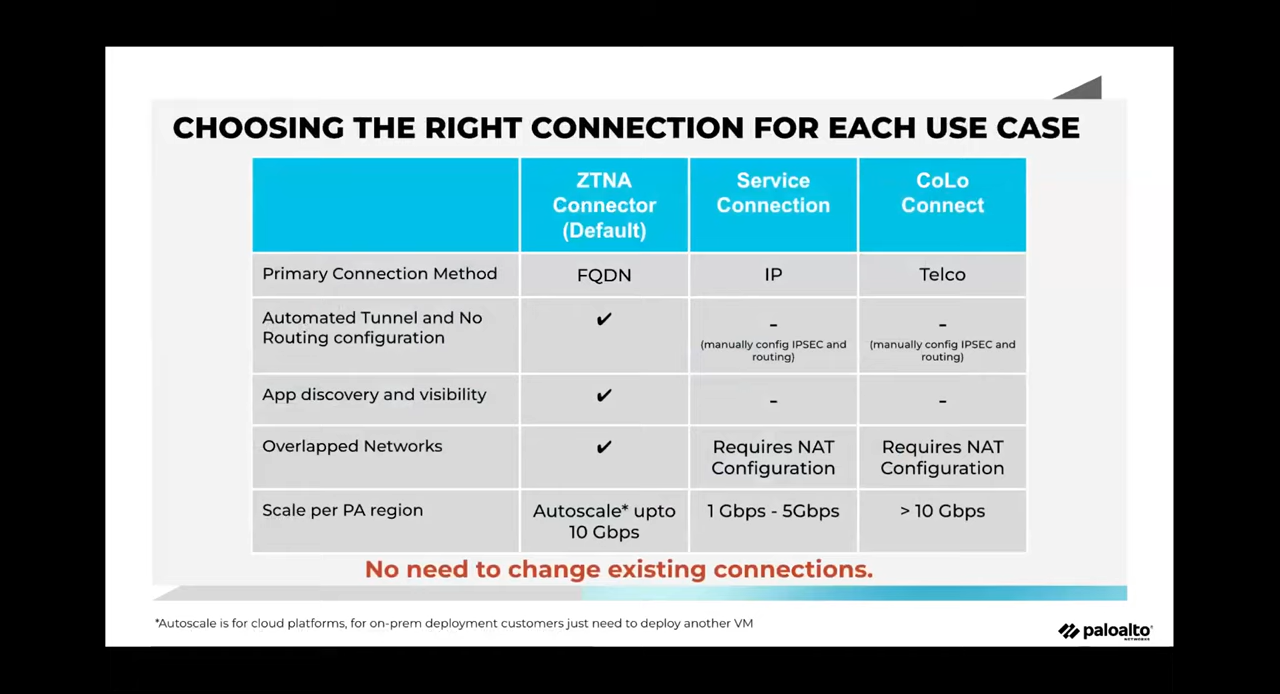 CHOOSING THE RIGHT CONNECTION FOR EACH USE CASE
ZTNA
Connector
(Default)
Service
Connection
CoLo
Connect
Primary Connection Method
FQDN
IP
Telco
Automated Tunnel and No
Routing configuration
✔
-
(manually config IPSEC and
routing)
-
(manually config IPSEC and
routing)
App discovery and visibility
✔
-
-
Overlapped Networks
✔
Requires NAT
Configuration
Requires NAT
Configuration
Scale per PA region
Autoscale* upto
10 Gbps
1 Gbps - 5Gbps
> 10 Gbps
No need to change existing connections.
*Autoscale is for cloud platforms, for on-prem deployment customers just need to deploy another VM
paloalto
NETWORKS